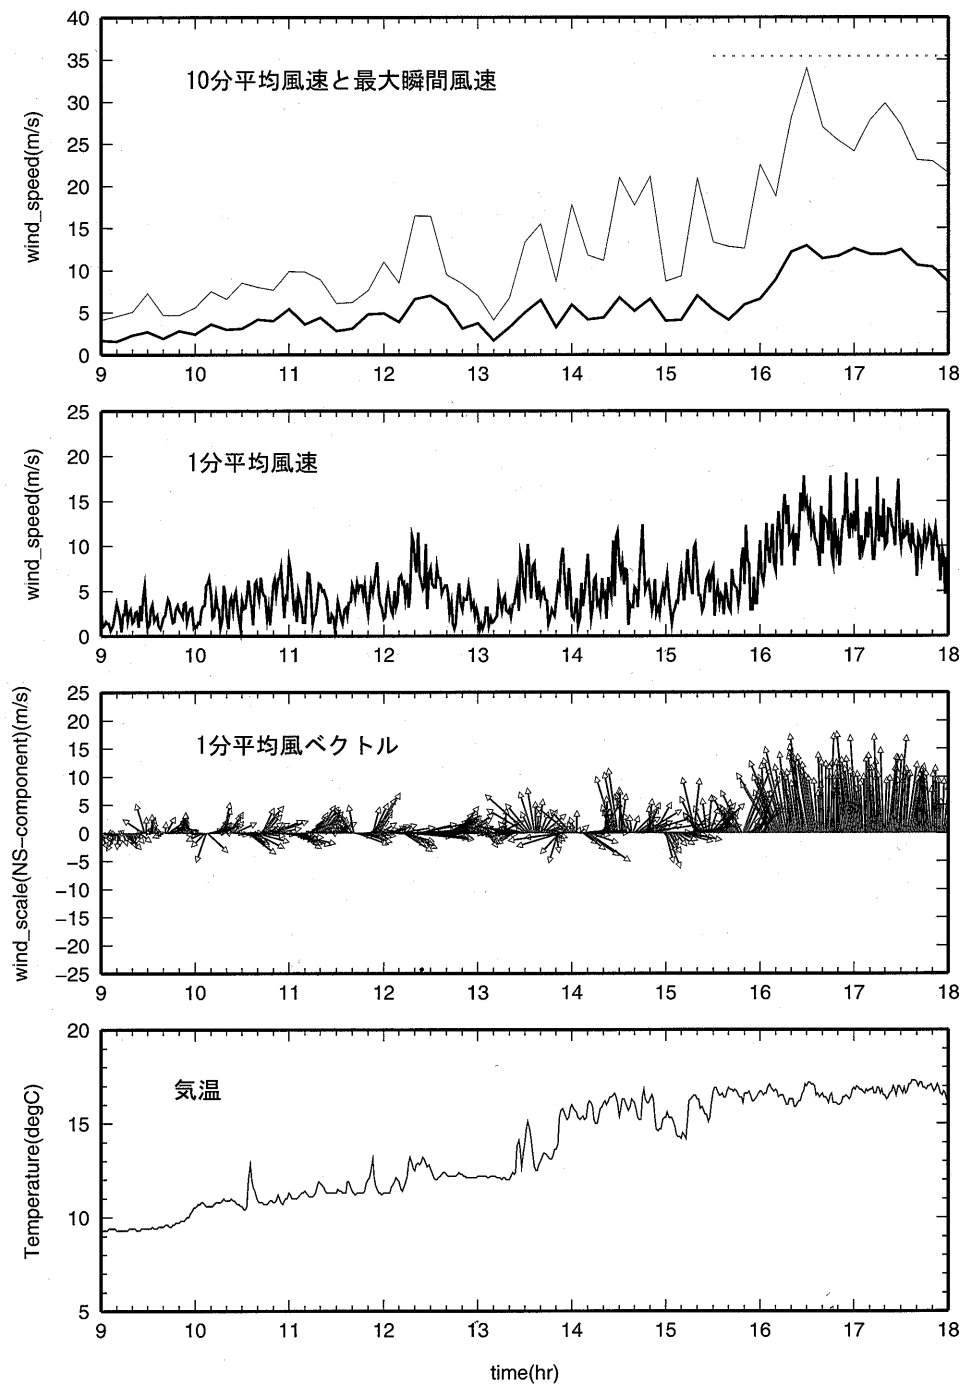 40
35
30
25
20
15
10
5
0
wind_speed(m/s)
10分平均風速と最大瞬間風速
9 10 11 12 13 14 15 16 17 18
25
20
15
10
5
0
wind_speed(m/s)
1分平均風速
9 10 11 12 13 14 15 16 17 18
25
20
15
10
5
0
−5
−10
−15
−20
−25
wind_scale(NS−component)(m/s)
1分平均風ベクトル
9 10 11 12 13 14 15 16 17 18
20
15
10
5
Temperature(degC)
気温
9 10 11 12 13 14 15 16 17 18
time(hr)